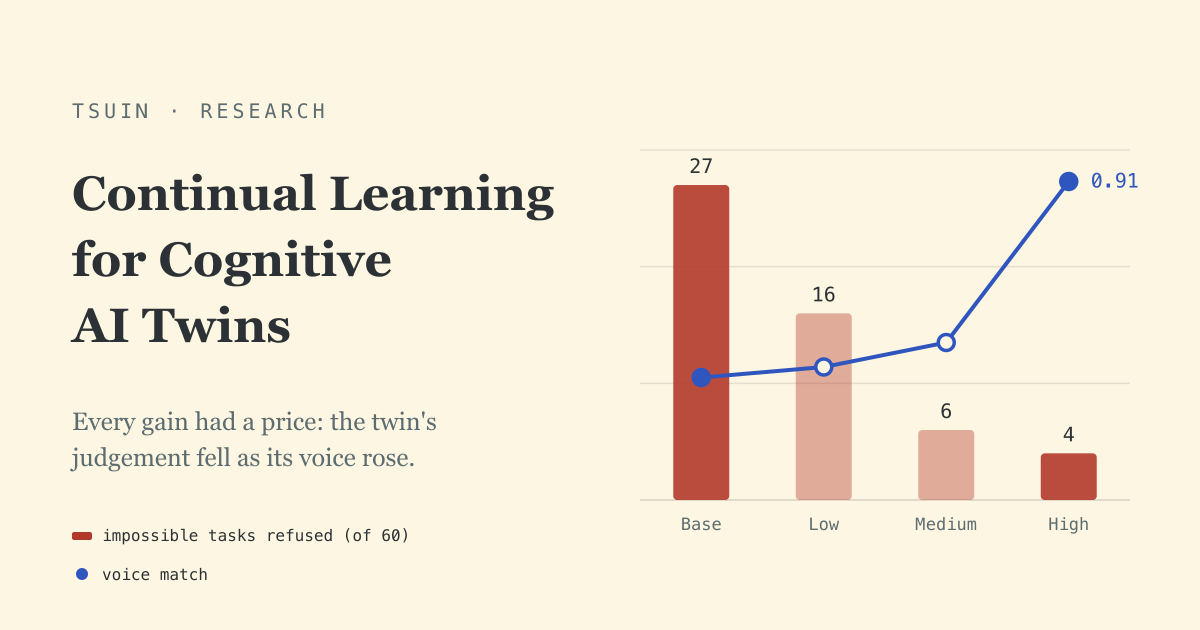 TSUIN · RESEARCH
Continual Learning
for Cognitive
AI Twins
Every gain had a price: the twin's
judgement fell as its voice rose.
impossible tasks refused (of 60)
voice match
27
16
6
4
0.91
Base
Low
Medium
High